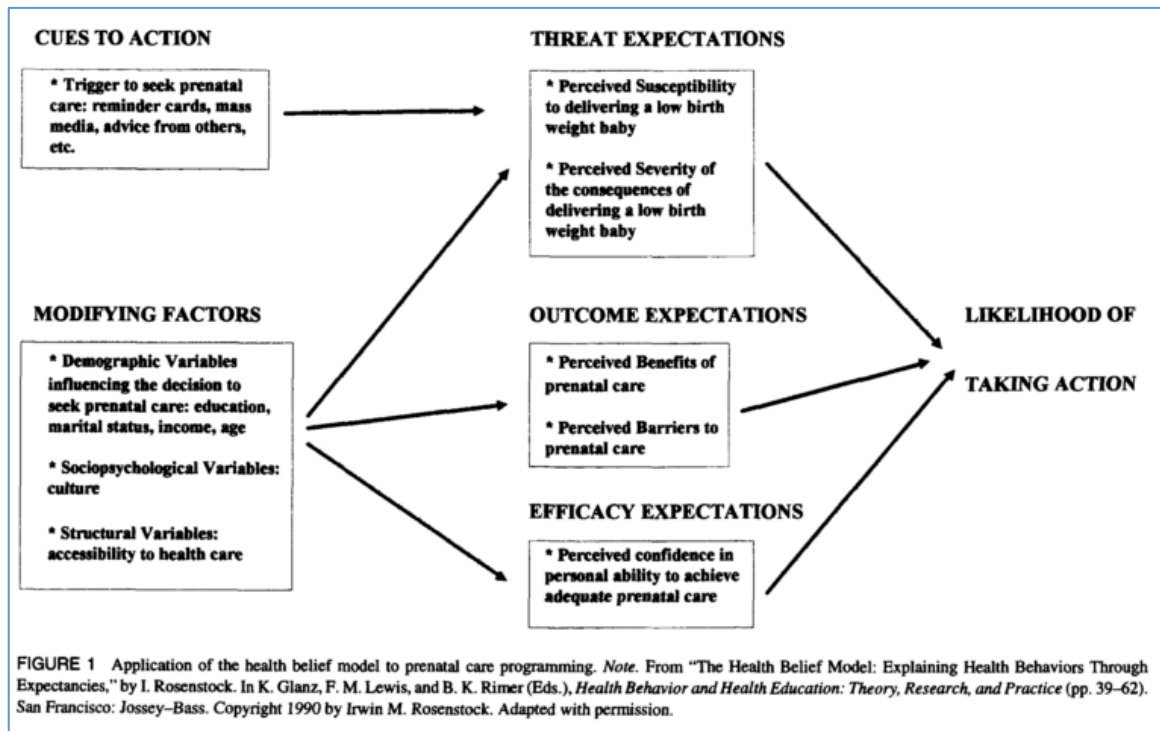 CUES TO ACTION
* Trigger to seek prenatal
care: reminder cards, mass
media, advice from others,
etc.
THREAT EXPECTATIONS
* Perceived Susceptibility
to delivering a low birth
weight baby
* Perceived Severity of
the consequences of
delivering a low birth
weight baby
MODIFYING FACTORS
* Demographic Variables
influencing the decision to
seek prenatal care: education,
marital status, income, age
* Sociopsychological Variables:
culture
* Structural Variables:
accessibility to health care
OUTCOME EXPECTATIONS
* Perceived Benefits of
prenatal care
* Perceived Barriers to
prenatal care
EFFICACY EXPECTATIONS
* Perceived confidence in
personal ability to achieve
adequate prenatal care
LIKELIHOOD OF
TAKING ACTION
FIGURE 1 Application of the health belief model to prenatal care programming. Note. From "The Health Belief Model: Explaining Health Behaviors Through
Expectancies," by I. Rosenstock. In K. Glanz, F. M. Lewis, and B. K. Rimer (Eds.), Health Behavior and Health Education: Theory, Research, and Practice (pp. 39–62).
San Francisco: Jossey–Bass. Copyright 1990 by Irwin M. Rosenstock. Adapted with permission.